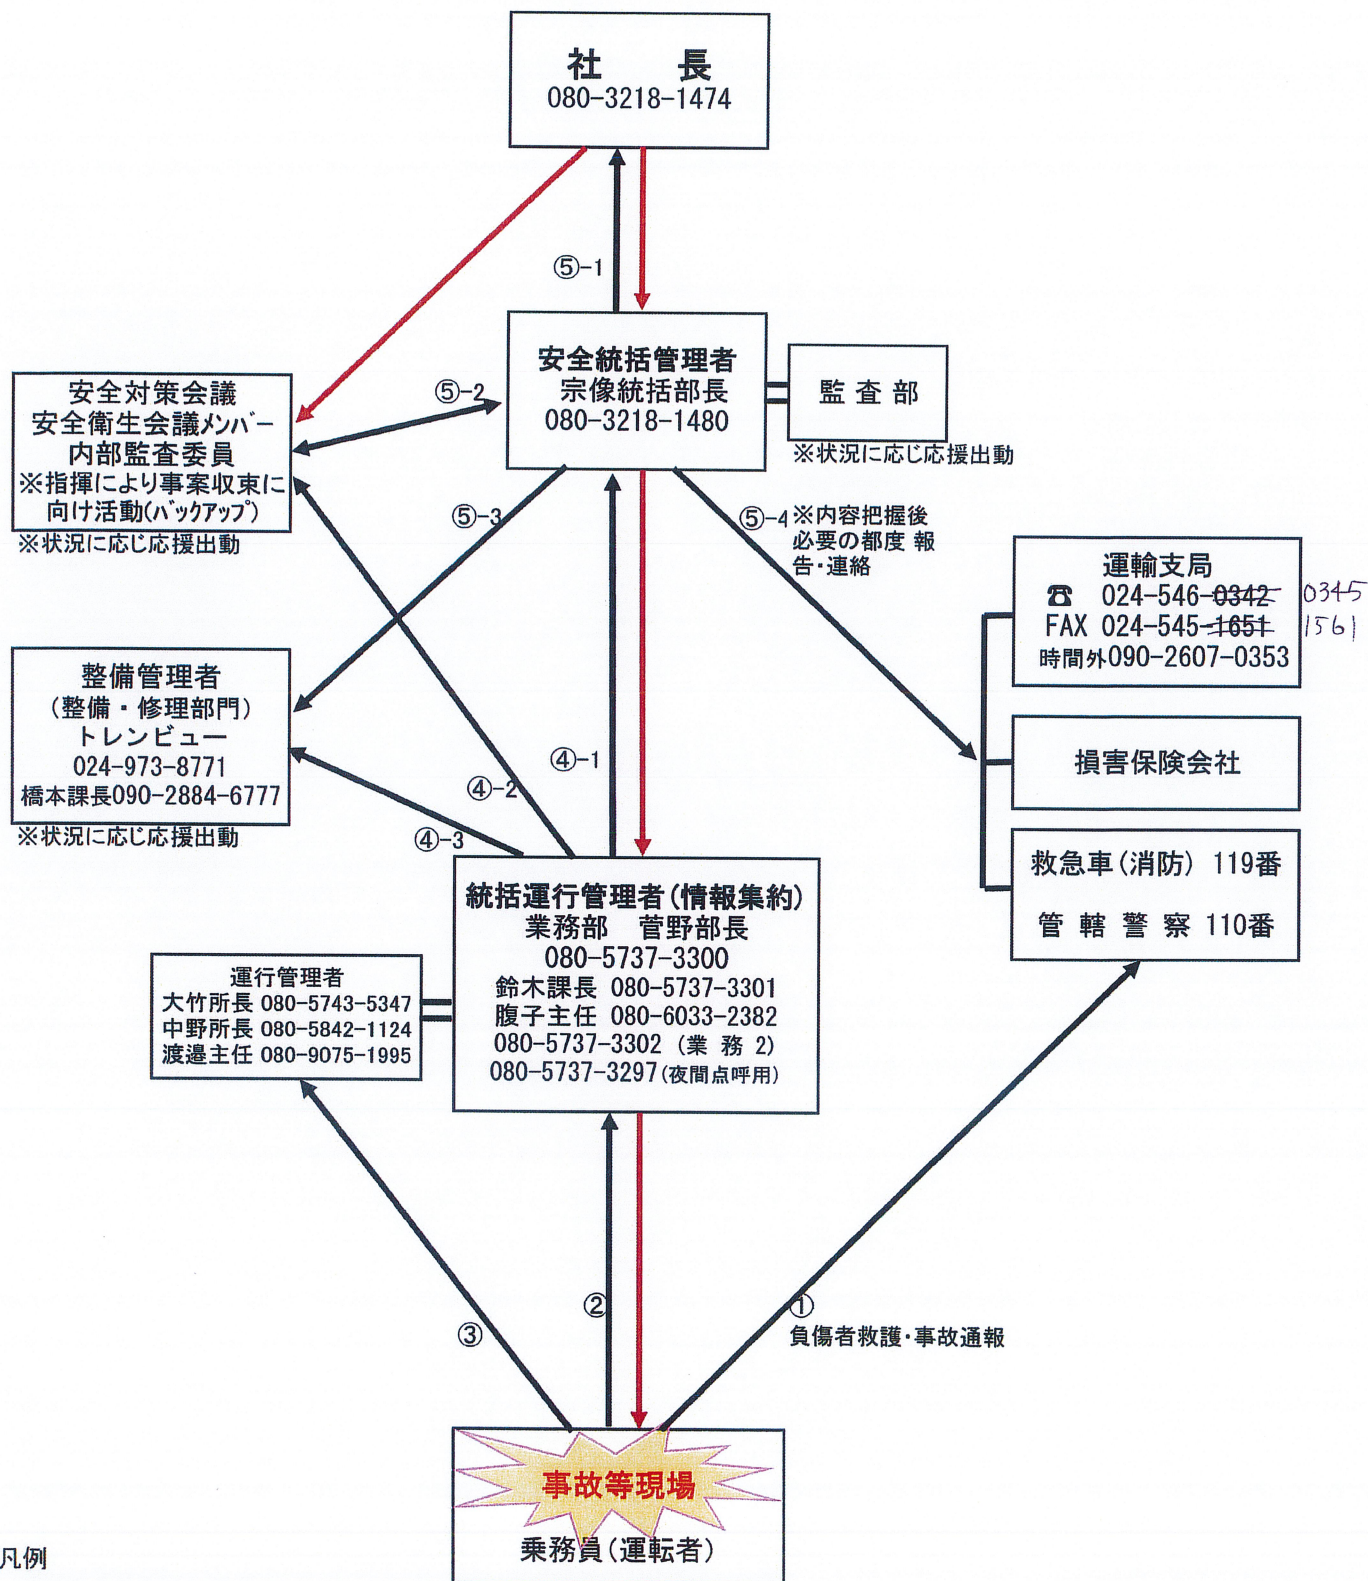 社　長
080-3218-1474
⑤-1
安全統括管理者
宗像統括部長
080-3218-1480
監査部
※状況に応じ応援出動
安全対策会議
安全衛生会議メンバー
内部監査委員
※指揮により事案収束に
向け活動(バックアップ)
※状況に応じ応援出動
⑤-2
⑤-3
⑤-4
※内容把握後
必要の都度 報
告・連絡
運輸支局
☎ 024-546-0342 0345
FAX 024-545-1651 1561
時間外090-2607-0353
損害保険会社
救急車(消防) 119番
管轄警察 110番
整備管理者
(整備・修理部門)
トレンビュー
024-973-8771
橋本課長090-2884-6777
※状況に応じ応援出動
④-1
④-2
④-3
統括運行管理者(情報集約)
業務部　菅野部長
080-5737-3300
鈴木課長 080-5737-3301
腹子主任 080-6033-2382
080-5737-3302 (業務 2)
080-5737-3297(夜間点呼用)
運行管理者
大竹所長 080-5743-5347
中野所長 080-5842-1124
渡邉主任 080-9075-1995
③
②
①
負傷者救護・事故通報
事故等現場
乗務員(運転者)
凡例